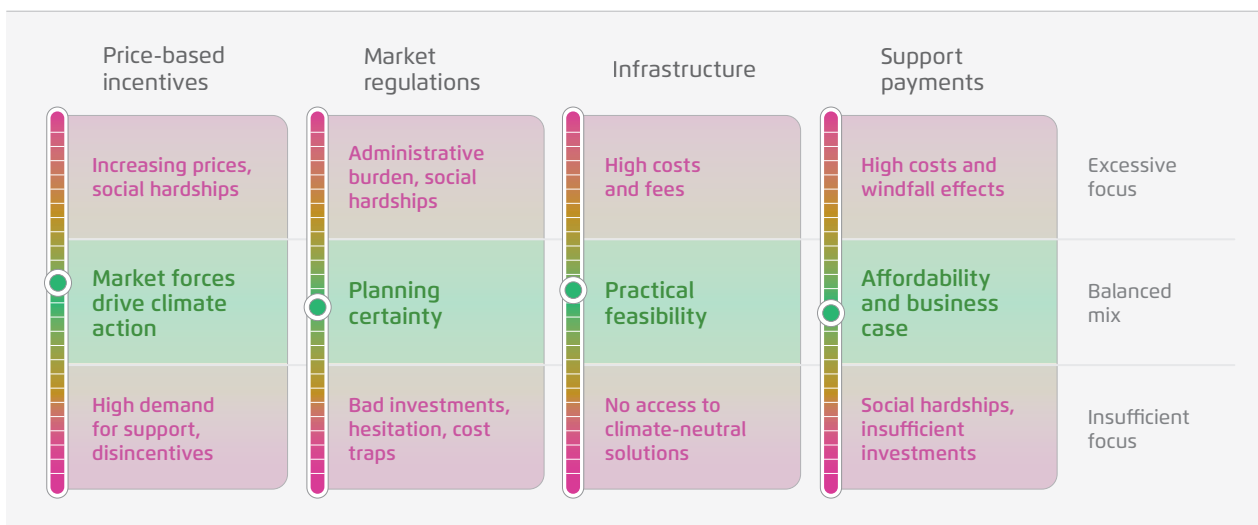 Price-based
incentives
Market
regulations
Infrastructure
Support
payments
Increasing prices,
social hardships
Administrative
burden, social
hardships
High costs
and fees
High costs and
windfall effects
Excessive
focus
Market forces
drive climate
action
Planning
certainty
Practical
feasibility
Affordability
and business
case
Balanced
mix
High demand
for support,
disincentives
Bad investments,
hesitation, cost
traps
No access to
climate-neutral
solutions
Social hardships,
insufficient
investments
Insufficient
focus